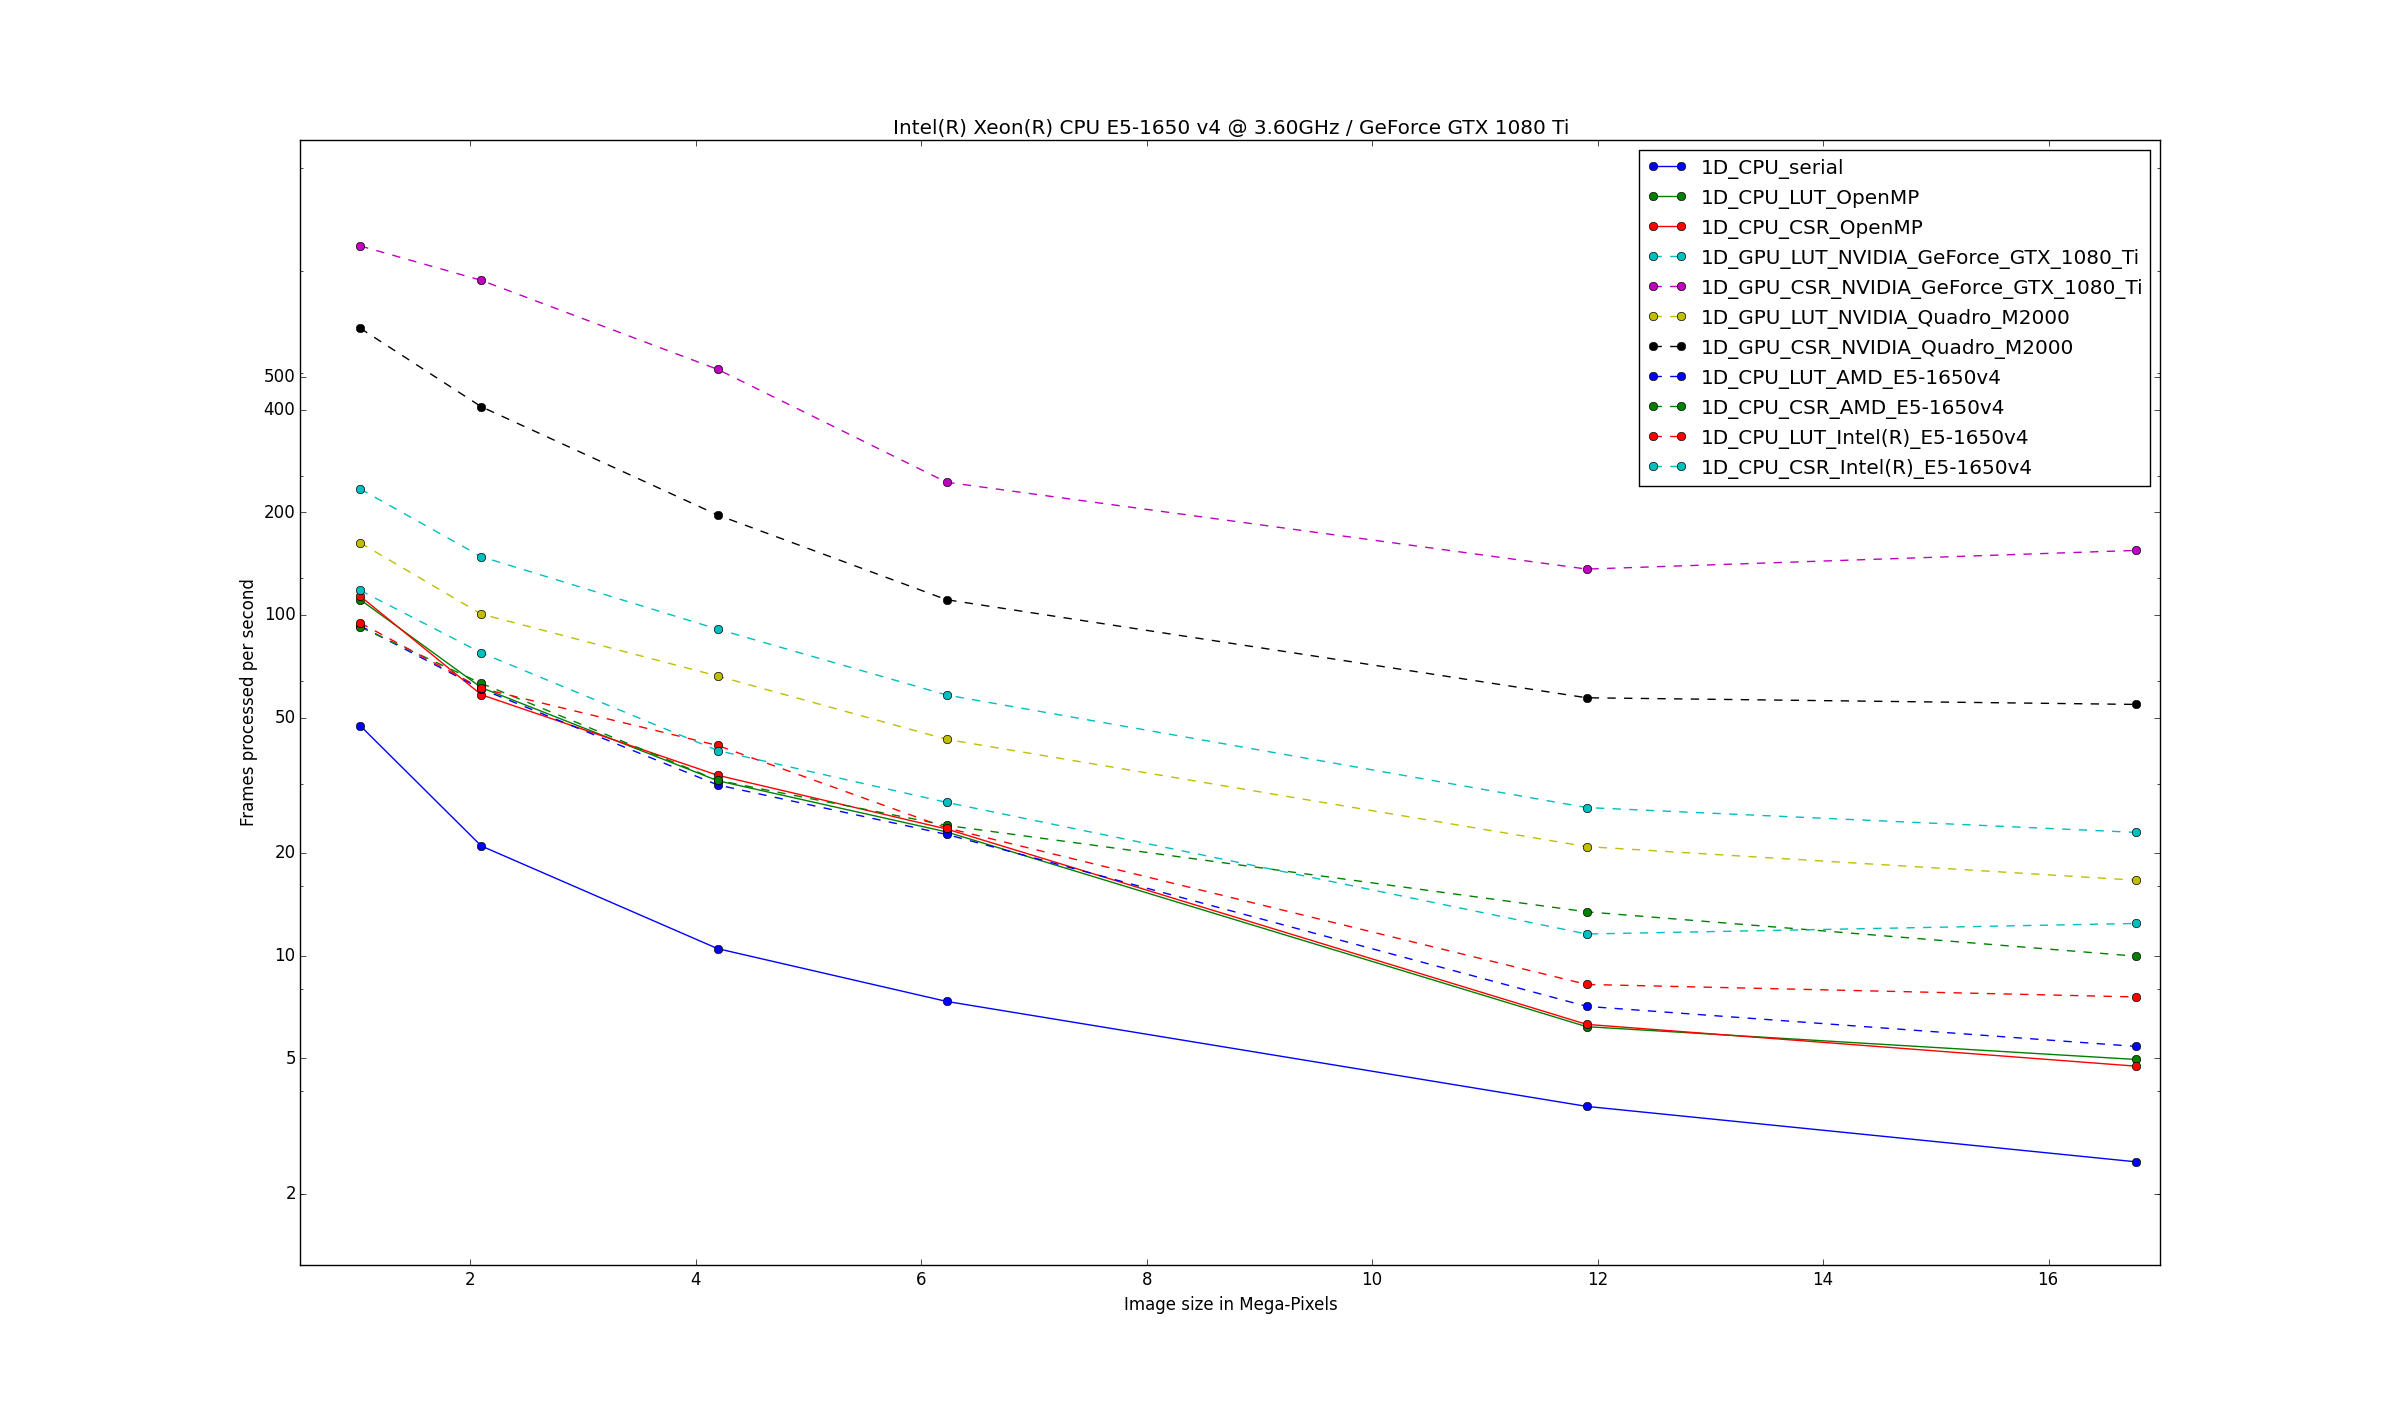 Intel(R) Xeon(R) CPU E5-1650 v4 @ 3.60GHz / GeForce GTX 1080 Ti
1D_CPU_serial
1D_CPU_LUT_OpenMP
1D_CPU_CSR_OpenMP
1D_GPU_LUT_NVIDIA_GeForce_GTX_1080_Ti
1D_GPU_CSR_NVIDIA_GeForce_GTX_1080_Ti
1D_GPU_LUT_NVIDIA_Quadro_M2000
1D_GPU_CSR_NVIDIA_Quadro_M2000
1D_CPU_LUT_AMD_E5-1650v4
1D_CPU_CSR_AMD_E5-1650v4
1D_CPU_LUT_Intel(R)_E5-1650v4
1D_CPU_CSR_Intel(R)_E5-1650v4
500
400
200
100
50
20
10
5
2
Frames processed per second
2 4 6 8 10 12 14 16
Image size in Mega-Pixels